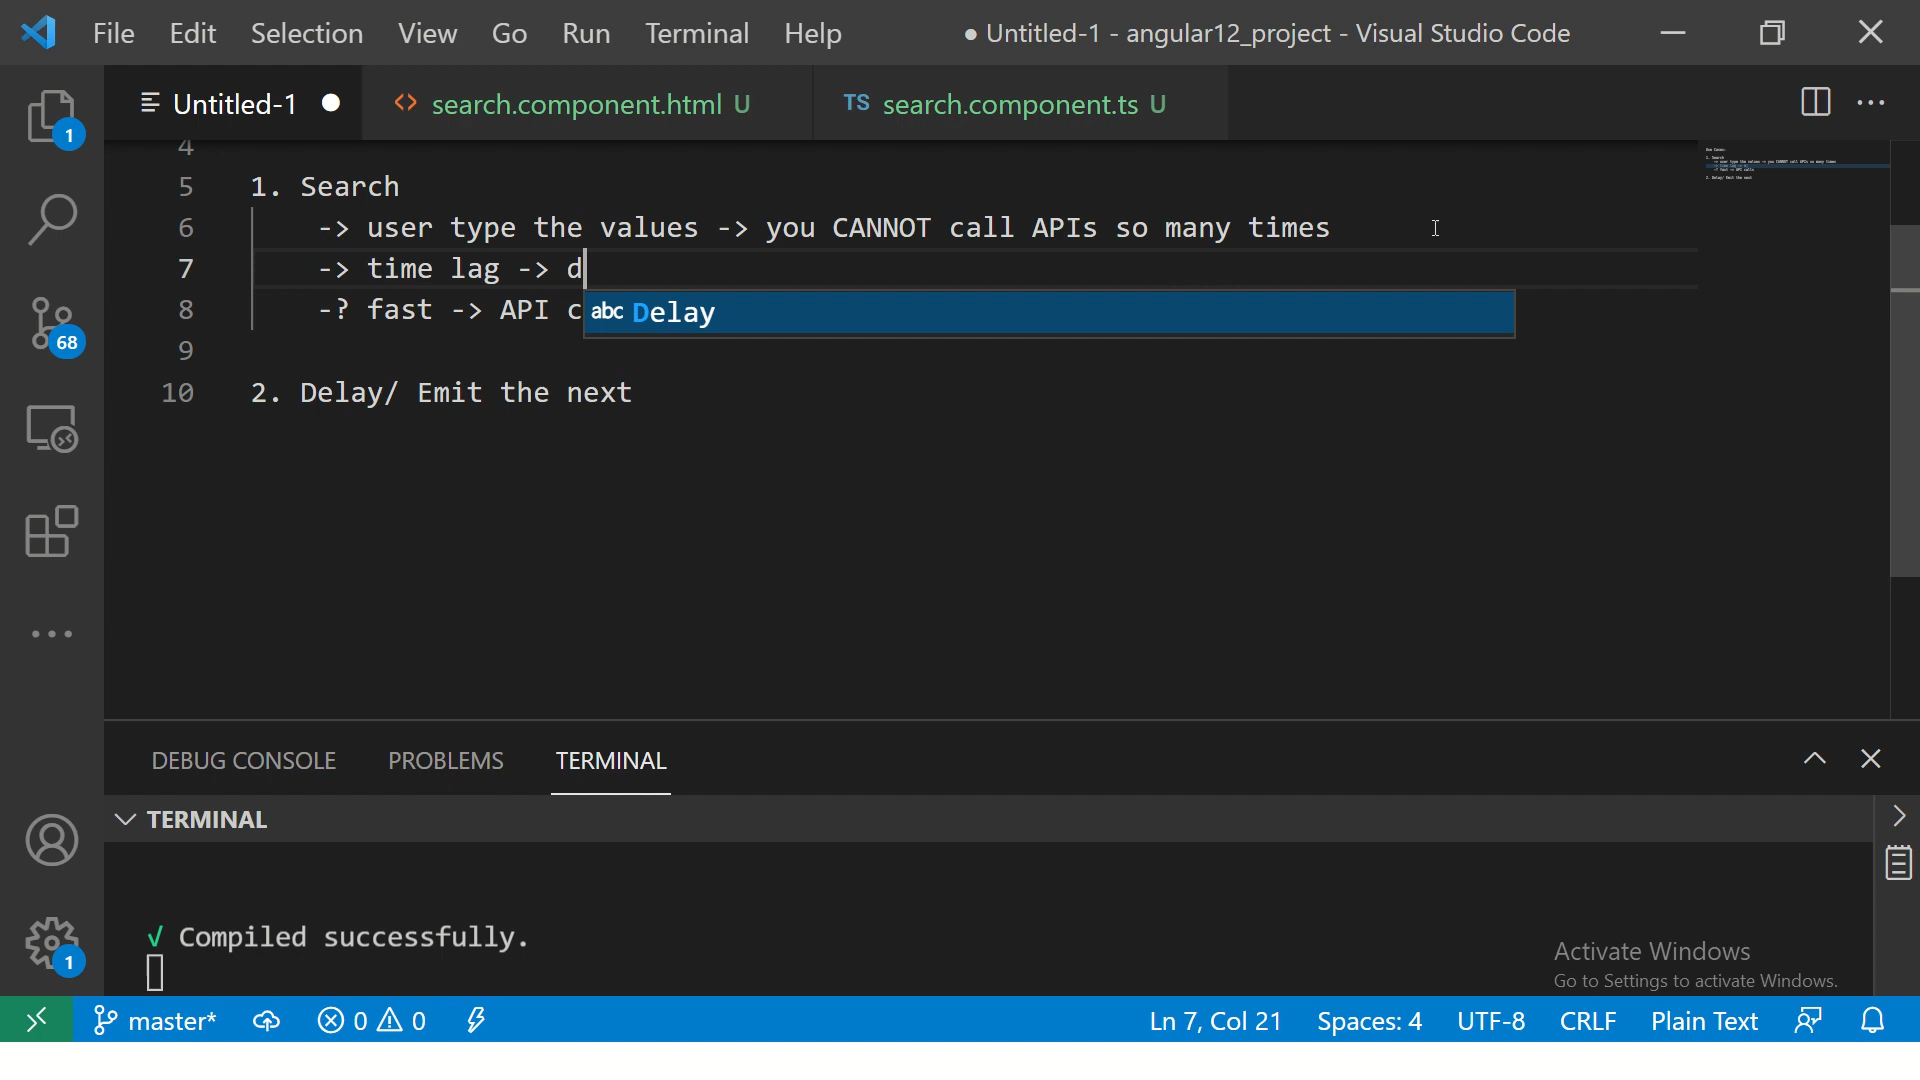 File Edit Selection View Go Run Terminal Help ● Untitled-1 - angular12_project - Visual Studio Code
Untitled-1 search.component.html U TS search.component.ts U
1
4
5 1. Search
6 -> user type the values -> you CANNOT call APIs so many times
7 -> time lag -> d
8 -? fast -> API c
abc Delay
9
10 2. Delay/ Emit the next
68
DEBUG CONSOLE PROBLEMS TERMINAL
TERMINAL
√ Compiled successfully.
1
Activate Windows
Go to Settings to activate Windows.
master* 0 0 Ln 7, Col 21 Spaces: 4 UTF-8 CRLF Plain Text